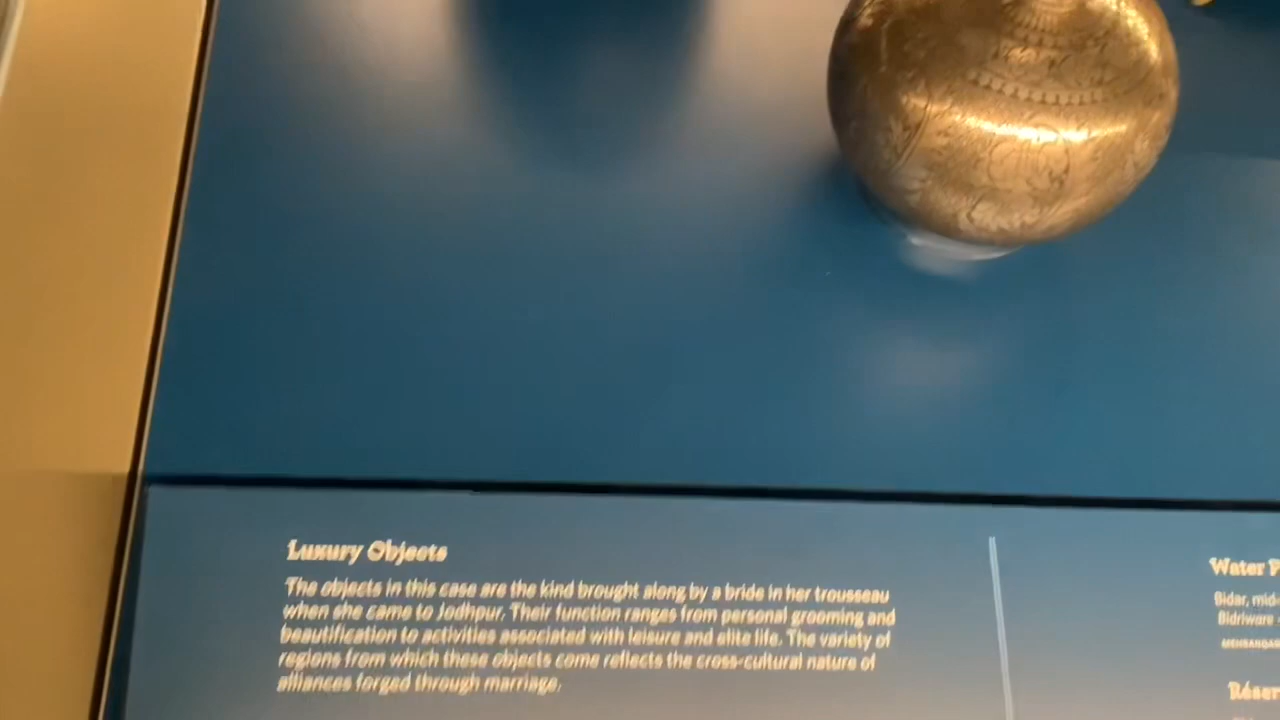 Luxury Objects
The objects in this case are the kind brought along by a bride in her trousseau
when she came to Jodhpur. Their function ranges from personal grooming and
beautification to activities associated with leisure and elite life. The variety of
regions from which these objects come reflects the cross-cultural nature of
alliances forged through marriage.
Water
Bidar, mid-
Bidriware